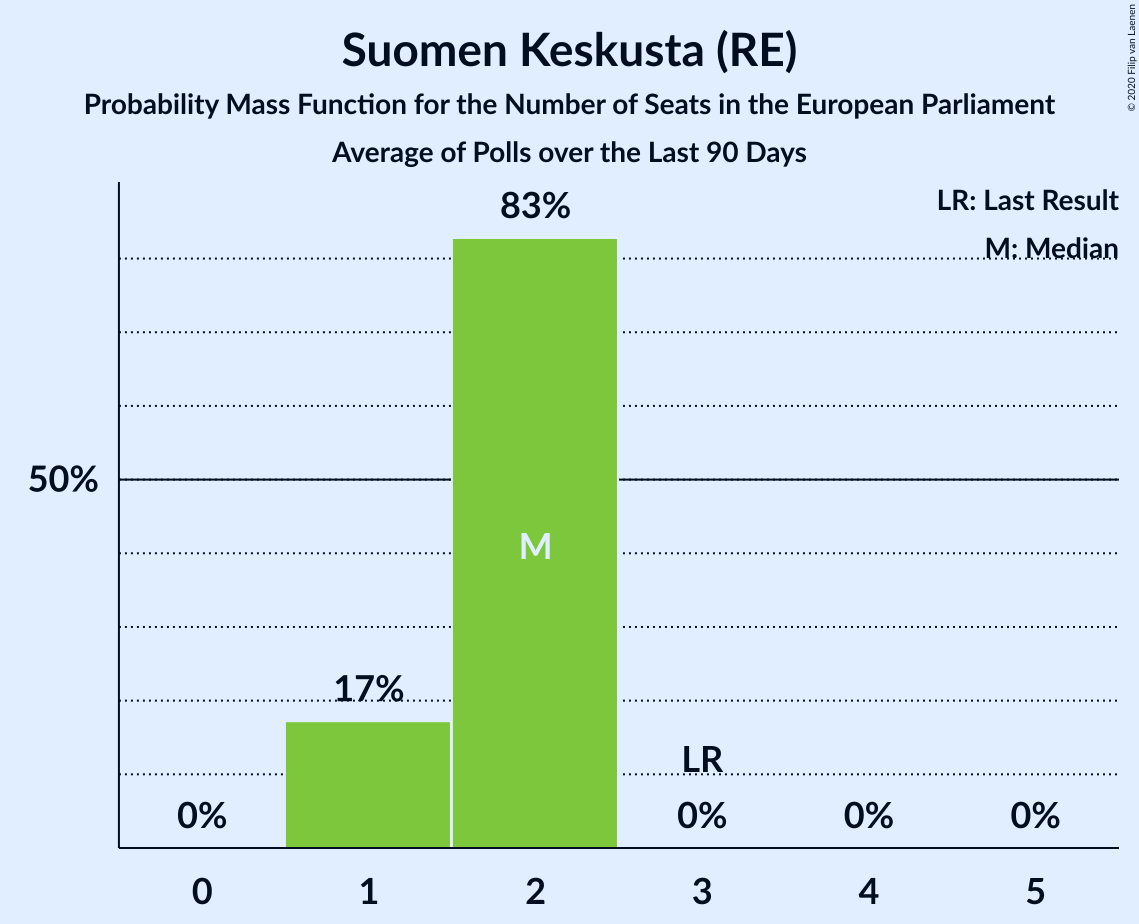 Suomen Keskusta (RE)
Probability Mass Function for the Number of Seats in the European Parliament
Average of Polls over the Last 90 Days
© 2020 Filip van Laenen
LR: Last Result
M: Median
83%
50%
M
17%
LR
0%
0%
0%
0%
0
1
2
3
4
5